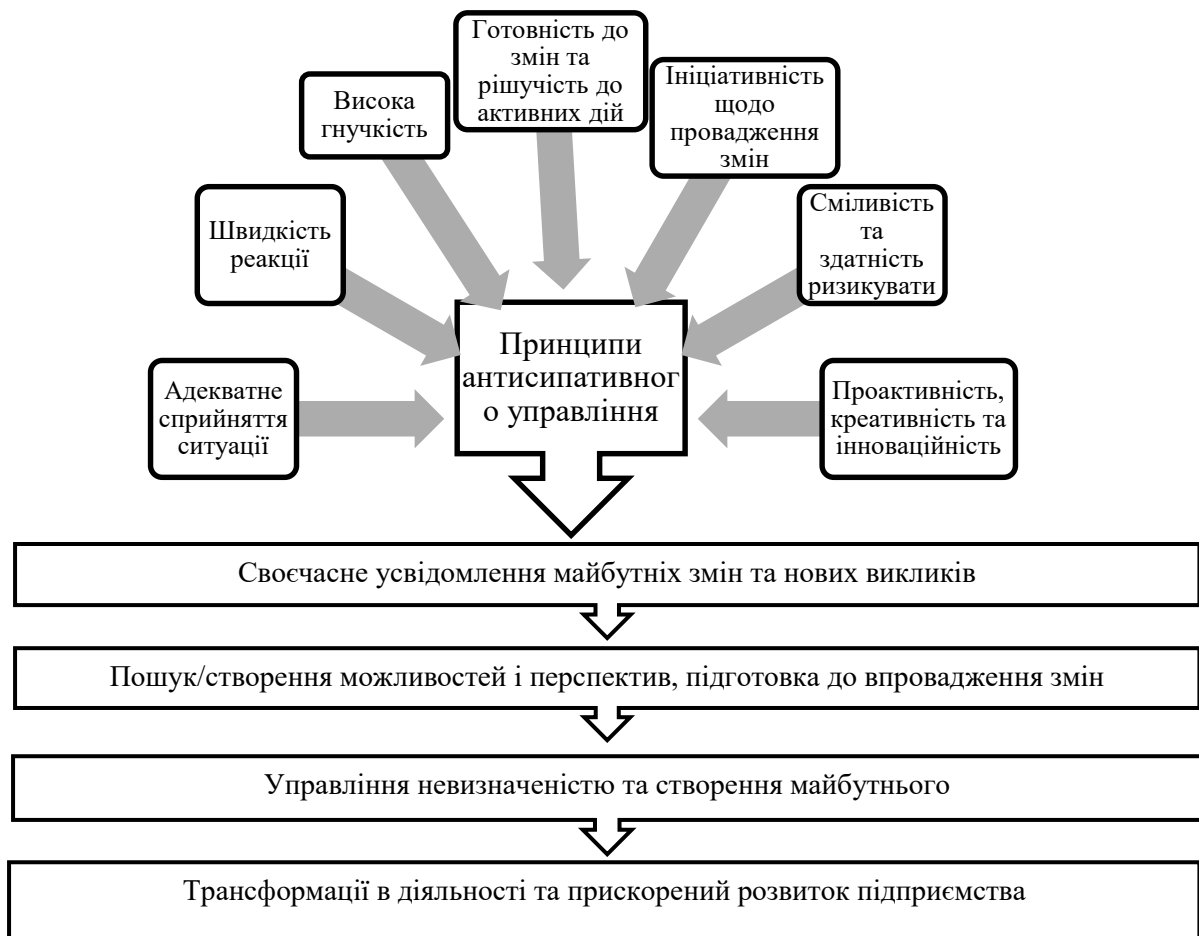 Готовність до
змін та
рішучість до
активних дій
Ініціативність
щодо
провадження
змін
Висока
гнучкість
Сміливість
та
здатність
ризикувати
Швидкість
реакції
Принципи
антисипативног
о управління
Адекватне
сприйняття
ситуації
Проактивність,
креативність та
інноваційність
Своєчасне усвідомлення майбутніх змін та нових викликів
Пошук/створення можливостей і перспектив, підготовка до впровадження змін
Управління невизначеністю та створення майбутнього
Трансформації в діяльності та прискорений розвиток підприємства